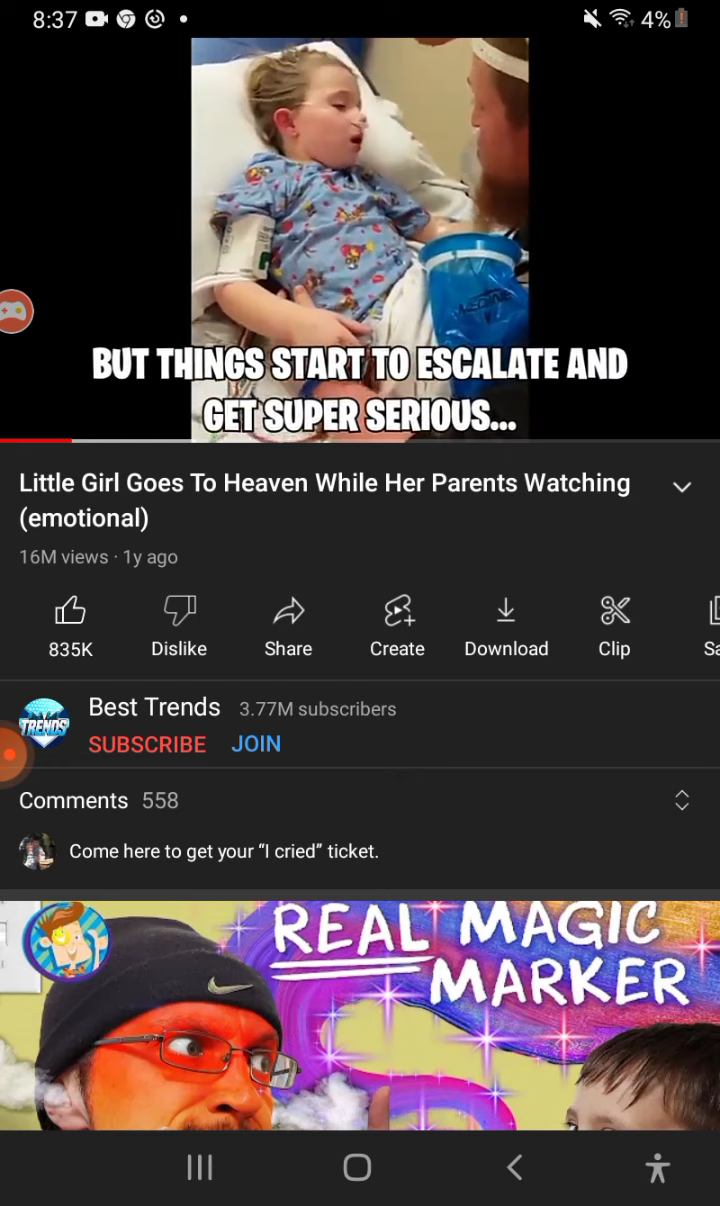 8:37
4%
BUT THINGS START TO ESCALATE AND
GET SUPER SERIOUS...
Little Girl Goes To Heaven While Her Parents Watching
(emotional)
16M views · 1y ago
835K
Dislike
Share
Create
Download
Clip
Sa
TRENDS
Best Trends 3.77M subscribers
SUBSCRIBE JOIN
Comments 558
Come here to get your “I cried” ticket.
REAL MAGIC
MARKER